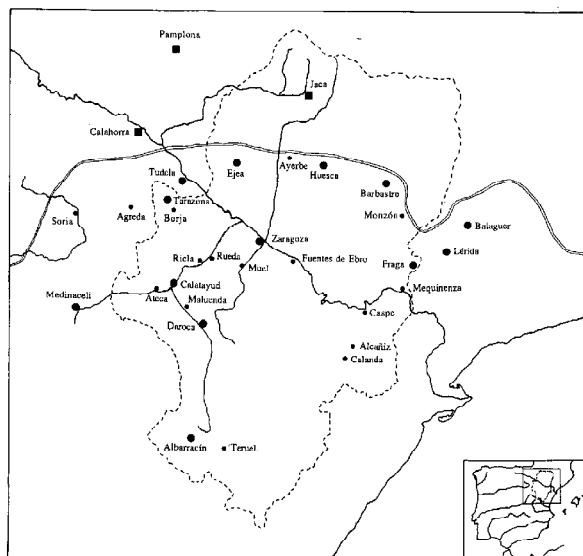 Pamplona
Jaca
Calahorra
Tudela
Ejea
Ayerbe
Huesca
Barbastro
Tarazona
Soria
Agreda
Borja
Monzón
Balaguer
Zaragoza
Lérida
Ricla
Rueda
Muel
Fuentes de Ebro
Fraga
Medinaceli
Ateca
Calatayud
Maluenda
Mequinenza
Daroca
Caspe
Alcañiz
Calanda
Albarracín
Teruel